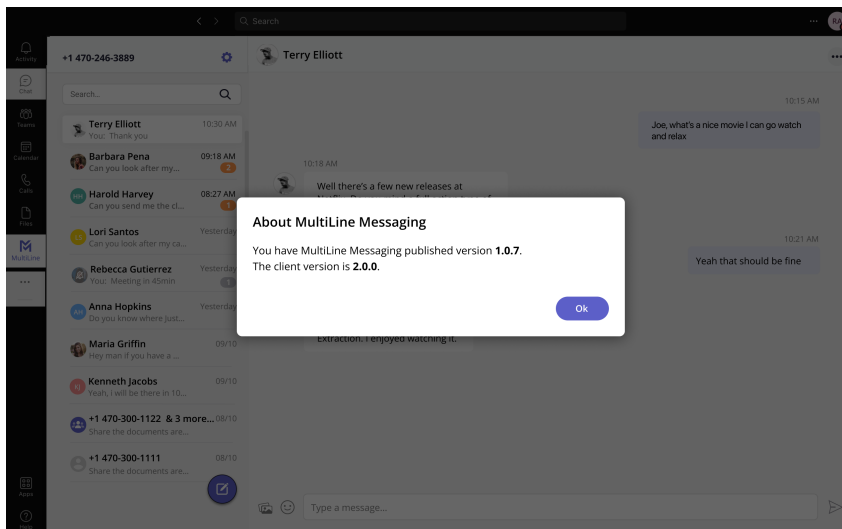 Search
RA
Activity
Chat
Teams
Calendar
Calls
Files
MultiLine
Apps
Help
+1 470-246-3889
Search...
Terry Elliott
10:30 AM
You: Thank you
Barbara Pena
09:18 AM
Can you look after my...
2
HH
Harold Harvey
08:27 AM
Can you send me the cl...
1
Lori Santos
Yesterday
Can you look after my ca...
Rebecca Gutierrez
Yesterday
You: Meeting in 45min
1
AH
Anna Hopkins
Yesterday
Do you know where Just...
Maria Griffin
09/10
Hey man if you have a ...
Kj
Kenneth Jacobs
09/10
Yeah, i will be there in 10...
+1 470-300-1122 & 3 more...
08/10
Share the documents are...
+1 470-300-1111
08/10
Share the documents are...
Terry Elliott
10:15 AM
Joe, what's a nice movie I can go watch
and relax
10:18 AM
Well there's a few new releases at
10:21 AM
Yeah that should be fine
About MultiLine Messaging
You have MultiLine Messaging published version 1.0.7.
The client version is 2.0.0.
Ok
Extraction. I enjoyed watching it.
Type a message...